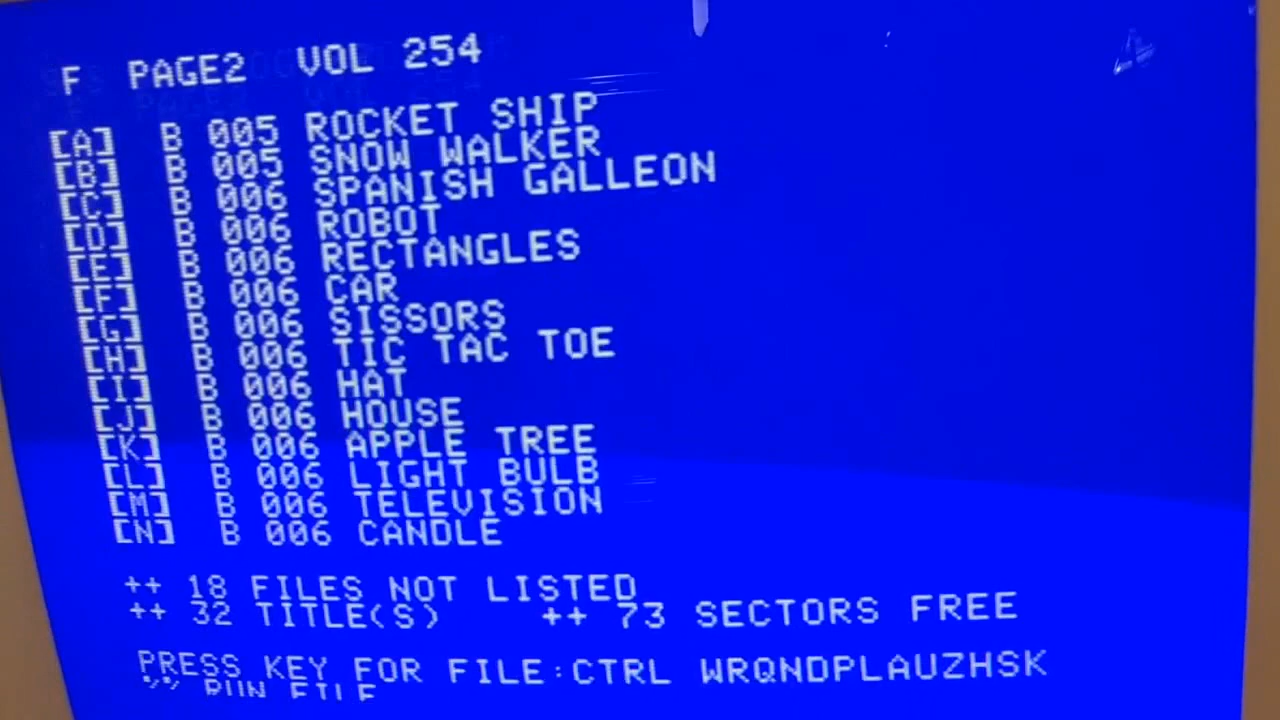 F PAGE2 VOL 254
[A] B 005 ROCKET SHIP
[B] B 005 SNOW WALKER
[C] B 006 SPANISH GALLEON
[D] B 006 ROBOT
[E] B 006 RECTANGLES
[F] B 006 CAR
[G] B 006 SISSORS
[H] B 006 TIC TAC TOE
[I] B 006 HAT
[J] B 006 HOUSE
[K] B 006 APPLE TREE
[L] B 006 LIGHT BULB
[M] B 006 TELEVISION
[N] B 006 CANDLE
++ 18 FILES NOT LISTED
++ 32 TITLE(S) ++ 73 SECTORS FREE
PRESS KEY FOR FILE:CTRL WRQNDPLAUZHSK
RUN FILE